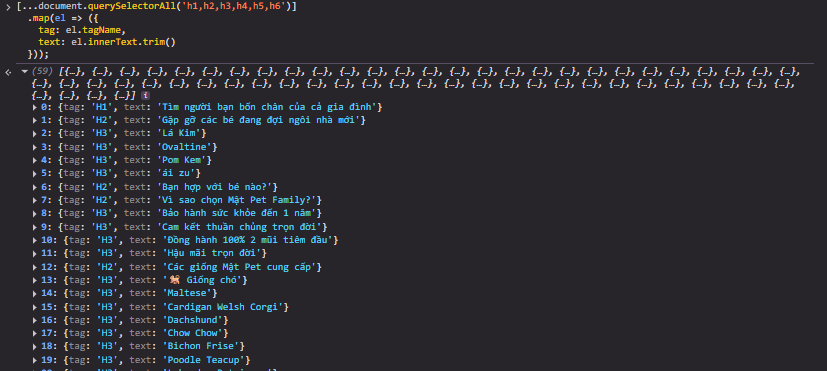 [...document.querySelectorAll('h1,h2,h3,h4,h5,h6')]
.map(el => ({
tag: el.tagName,
text: el.innerText.trim()
}));
(59) [{…}, {…}, {…}, {…}, {…}, {…}, {…}, {…}, {…}, {…}, {…}, {…}, {…}, {…}, {…}, {…}, {…}, {…}, {…}, {…}, {…}, {…}, {…}, {…}, {…}, {…}, {…},
{…}, {…}, {…}, {…}, {…}, {…}, {…}, {…}, {…}, {…}, {…}, {…}, {…}, {…}, {…}, {…}, {…}, {…}, {…}, {…}, {…}, {…}, {…}, {…}, {…}, {…}, {…}, {…},
{…}, {…}, {…}, {…}]
0: {tag: 'H1', text: 'Tìm người bạn bốn chân của cả gia đình'}
1: {tag: 'H2', text: 'Gặp gỡ các bé đang đợi ngôi nhà mới'}
2: {tag: 'H3', text: 'Lá Kim'}
3: {tag: 'H3', text: 'Ovaltine'}
4: {tag: 'H3', text: 'Pom Kem'}
5: {tag: 'H3', text: 'ái zu'}
6: {tag: 'H2', text: 'Bạn hợp với bé nào?'}
7: {tag: 'H2', text: 'Vì sao chọn Mật Pet Family?'}
8: {tag: 'H3', text: 'Bảo hành sức khỏe đến 1 năm'}
9: {tag: 'H3', text: 'Cam kết thuần chủng trọn đời'}
10: {tag: 'H3', text: 'Đồng hành 100% 2 mũi tiêm đầu'}
11: {tag: 'H3', text: 'Hậu mãi trọn đời'}
12: {tag: 'H2', text: 'Các giống Mật Pet cung cấp'}
13: {tag: 'H3', text: '🐕 Giống chó'}
14: {tag: 'H3', text: 'Maltese'}
15: {tag: 'H3', text: 'Cardigan Welsh Corgi'}
16: {tag: 'H3', text: 'Dachshund'}
17: {tag: 'H3', text: 'Chow Chow'}
18: {tag: 'H3', text: 'Bichon Frise'}
19: {tag: 'H3', text: 'Poodle Teacup'}